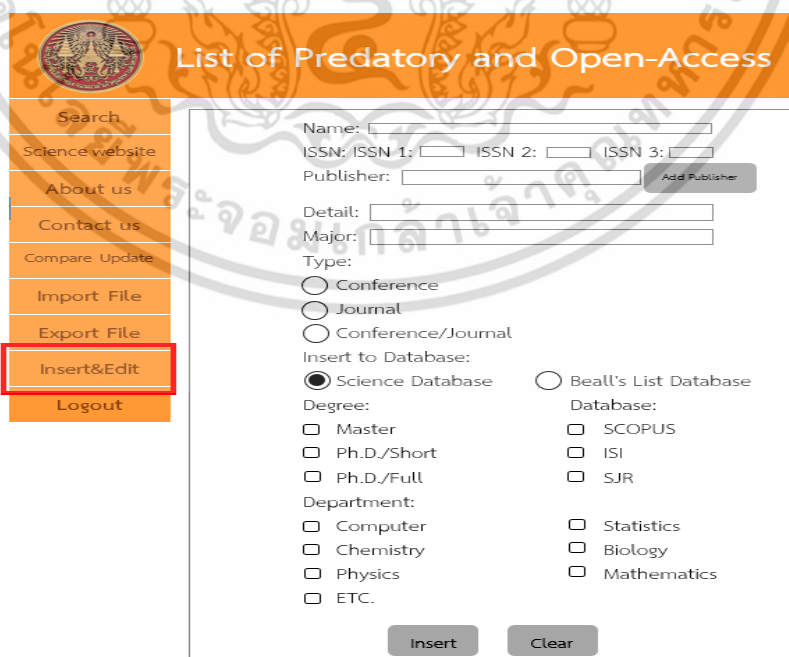 List of Predatory and Open-Access
Search
Science website
About us
Contact us
Compare Update
Import File
Export File
Insert&Edit
Logout
Name:
ISSN: ISSN 1: ISSN 2: ISSN 3:
Publisher: Add Publisher
Detail:
Major:
Type:
Conference
Journal
Conference/Journal
Insert to Database:
Science Database Beall's List Database
Degree: Database:
Master SCOPUS
Ph.D./Short ISI
Ph.D./Full SJR
Department:
Computer Statistics
Chemistry Biology
Physics Mathematics
ETC.
Insert Clear